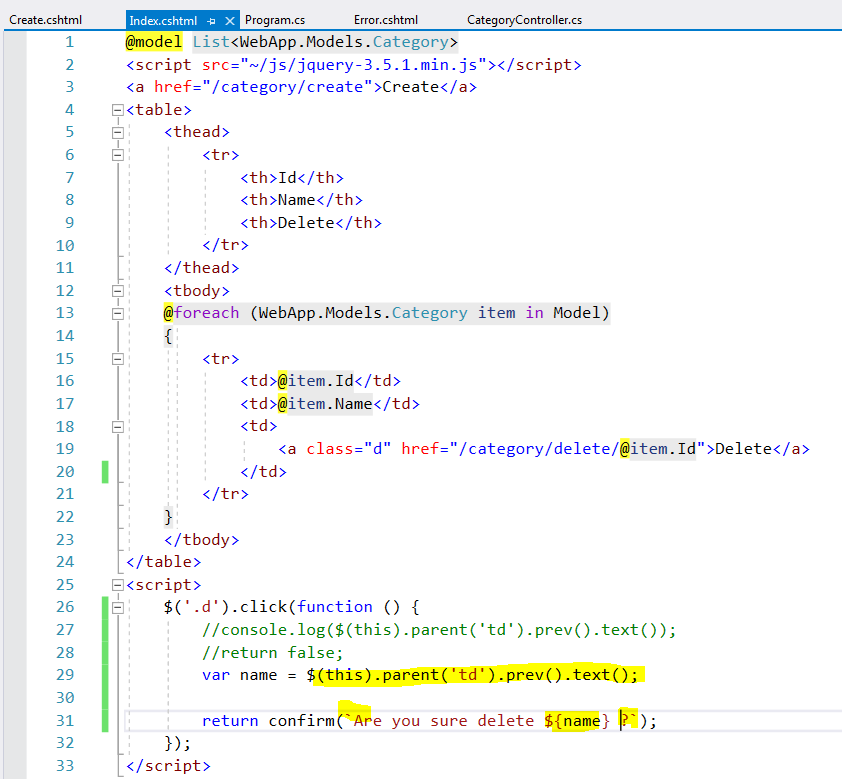 Create.cshtml Index.cshtml Program.cs Error.cshtml CategoryController.cs
1 @model List<WebApp.Models.Category>
2 <script src="~/js/jquery-3.5.1.min.js"></script>
3 <a href="/category/create">Create</a>
4 <table>
5 <thead>
6 <tr>
7 <th>Id</th>
8 <th>Name</th>
9 <th>Delete</th>
10 </tr>
11 </thead>
12 <tbody>
13 @foreach (WebApp.Models.Category item in Model)
14 {
15 <tr>
16 <td>@item.Id</td>
17 <td>@item.Name</td>
18 <td>
19 <a class="d" href="/category/delete/@item.Id">Delete</a>
20 </td>
21 </tr>
22 }
23 </tbody>
24 </table>
25 <script>
26 $('.d').click(function () {
27 //console.log($(this).parent('td').prev().text());
28 //return false;
29 var name = $(this).parent('td').prev().text();
30
31 return confirm(`Are you sure delete ${name} ?`);
32 });
33 </script>